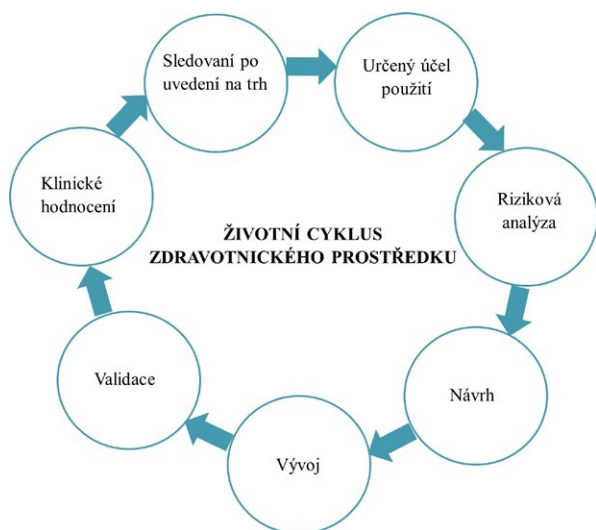 Sledovaní po
uvedení na trh
Určený účel
použití
Klinické
hodnocení
Riziková
analýza
ŽIVOTNÍ CYKLUS
ZDRAVOTNICKÉHO PROSTŘEDKU
Validace
Návrh
Vývoj